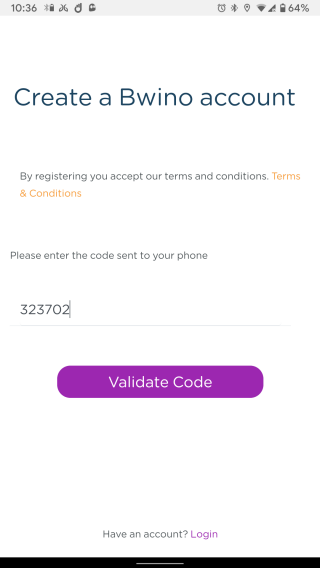 10:36
64%
Create a Bwino account
By registering you accept our terms and conditions. Terms
& Conditions
Please enter the code sent to your phone
323702
Validate Code
Have an account? Login